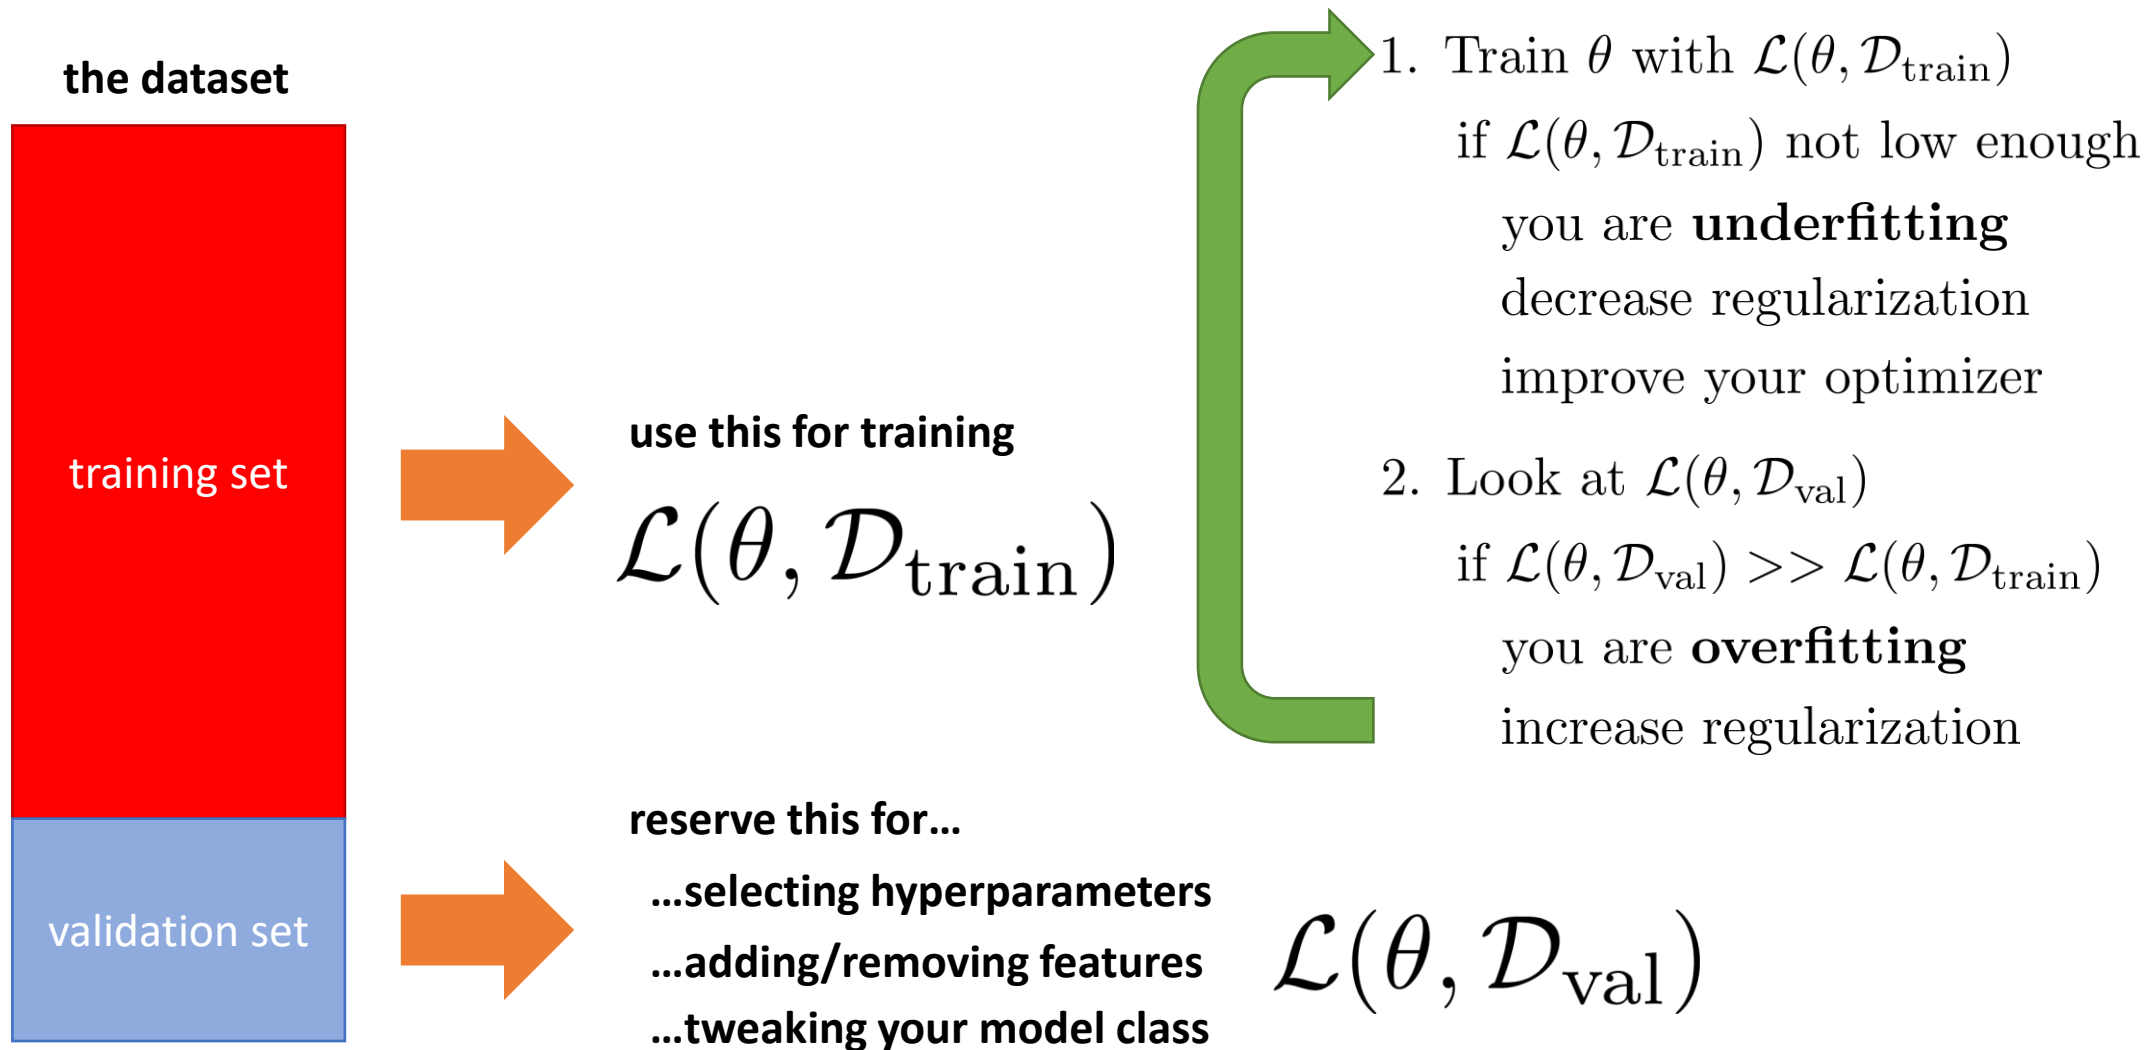 the dataset
training set
validation set
use this for training
ℒ(θ, 𝒟train)
reserve this for…
…selecting hyperparameters
…adding/removing features
…tweaking your model class
ℒ(θ, 𝒟val)
1. Train θ with ℒ(θ, 𝒟train)
if ℒ(θ, 𝒟train) not low enough
you are underfitting
decrease regularization
improve your optimizer
2. Look at ℒ(θ, 𝒟val)
if ℒ(θ, 𝒟val) >> ℒ(θ, 𝒟train)
you are overfitting
increase regularization